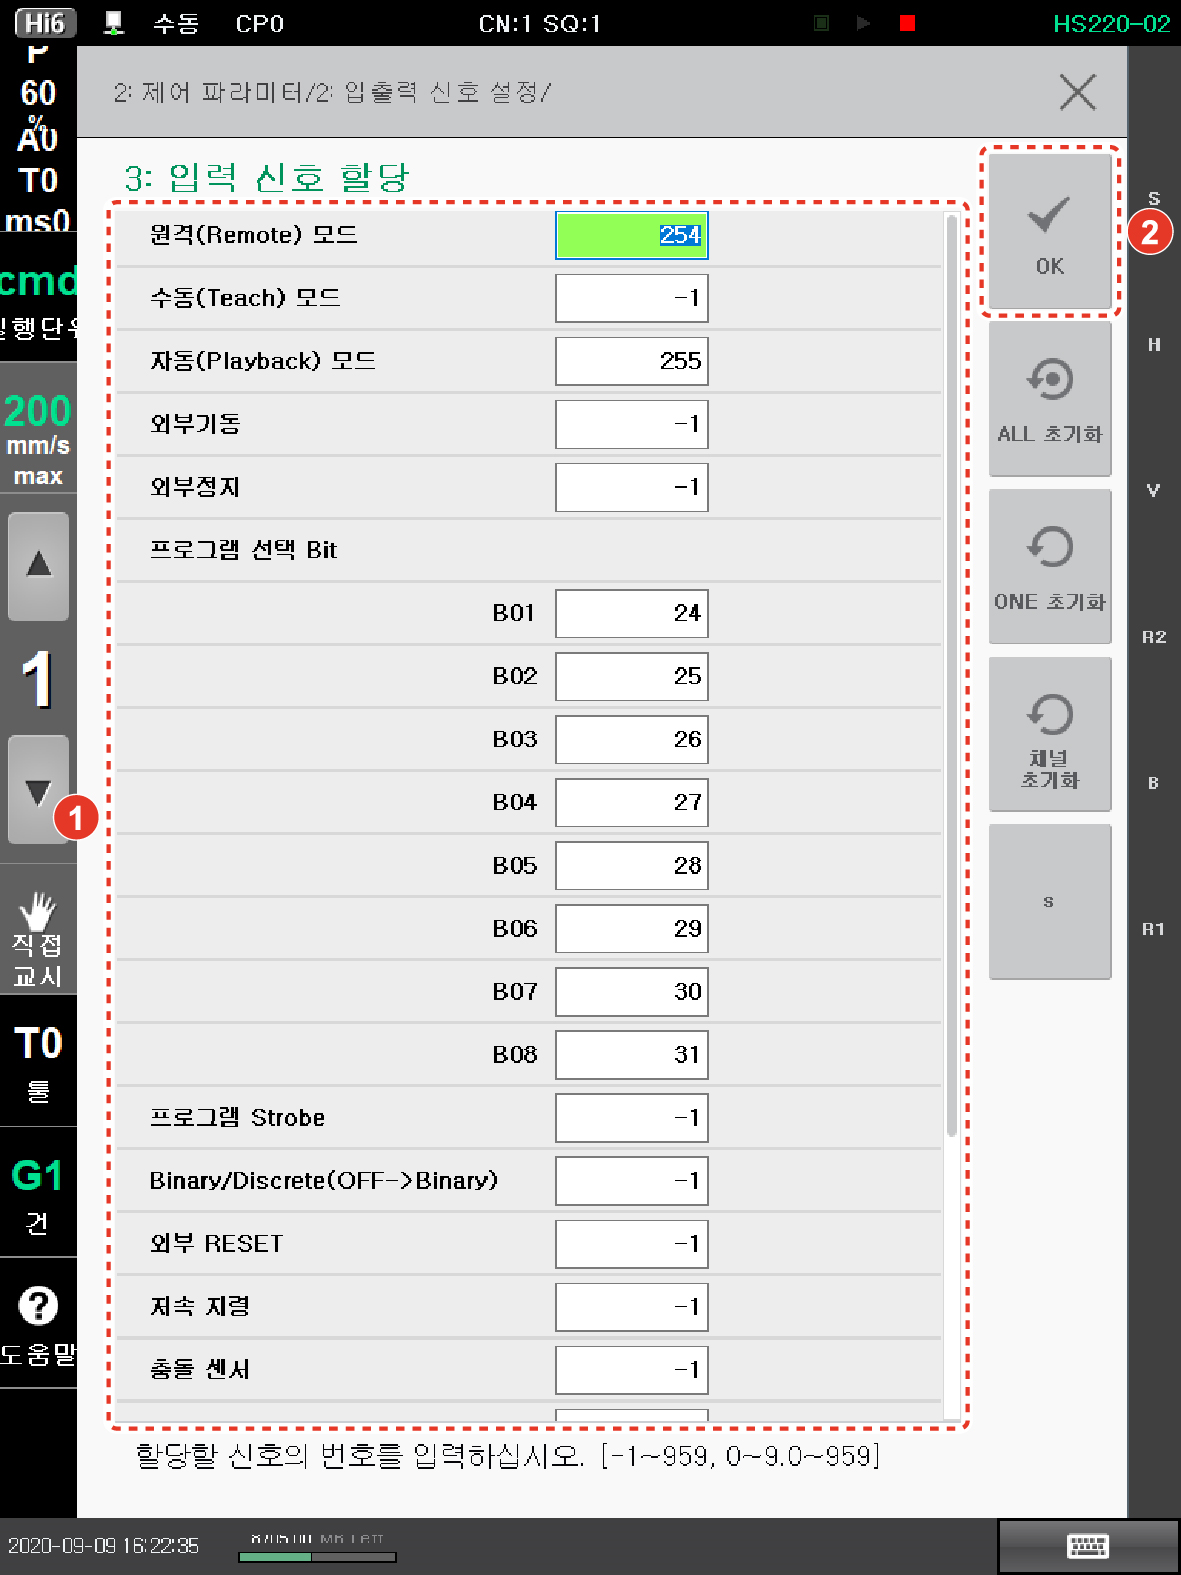 Hi6 수동 CP0 CN:1 SQ:1 HS220-02
P
60
%
A0
T0
ms0
cmd
실행단위
200
mm/s
max
1
1
직접
교시
T0
툴
G1
건
?
도움말
2: 제어 파라미터/2: 입출력 신호 설정/
3: 입력 신호 할당
원격(Remote) 모드 254
수동(Teach) 모드 -1
자동(Playback) 모드 255
외부기동 -1
외부정지 -1
프로그램 선택 Bit
B01 24
B02 25
B03 26
B04 27
B05 28
B06 29
B07 30
B08 31
프로그램 Strobe -1
Binary/Discrete(OFF->Binary) -1
외부 RESET -1
저속 지령 -1
충돌 센서 -1
할당할 신호의 번호를 입력하십시오. [-1~959, 0~9.0~959]
OK
2
ALL 초기화
ONE 초기화
채널
초기화
s
S
H
V
R2
B
R1
2020-09-09 16:22:35